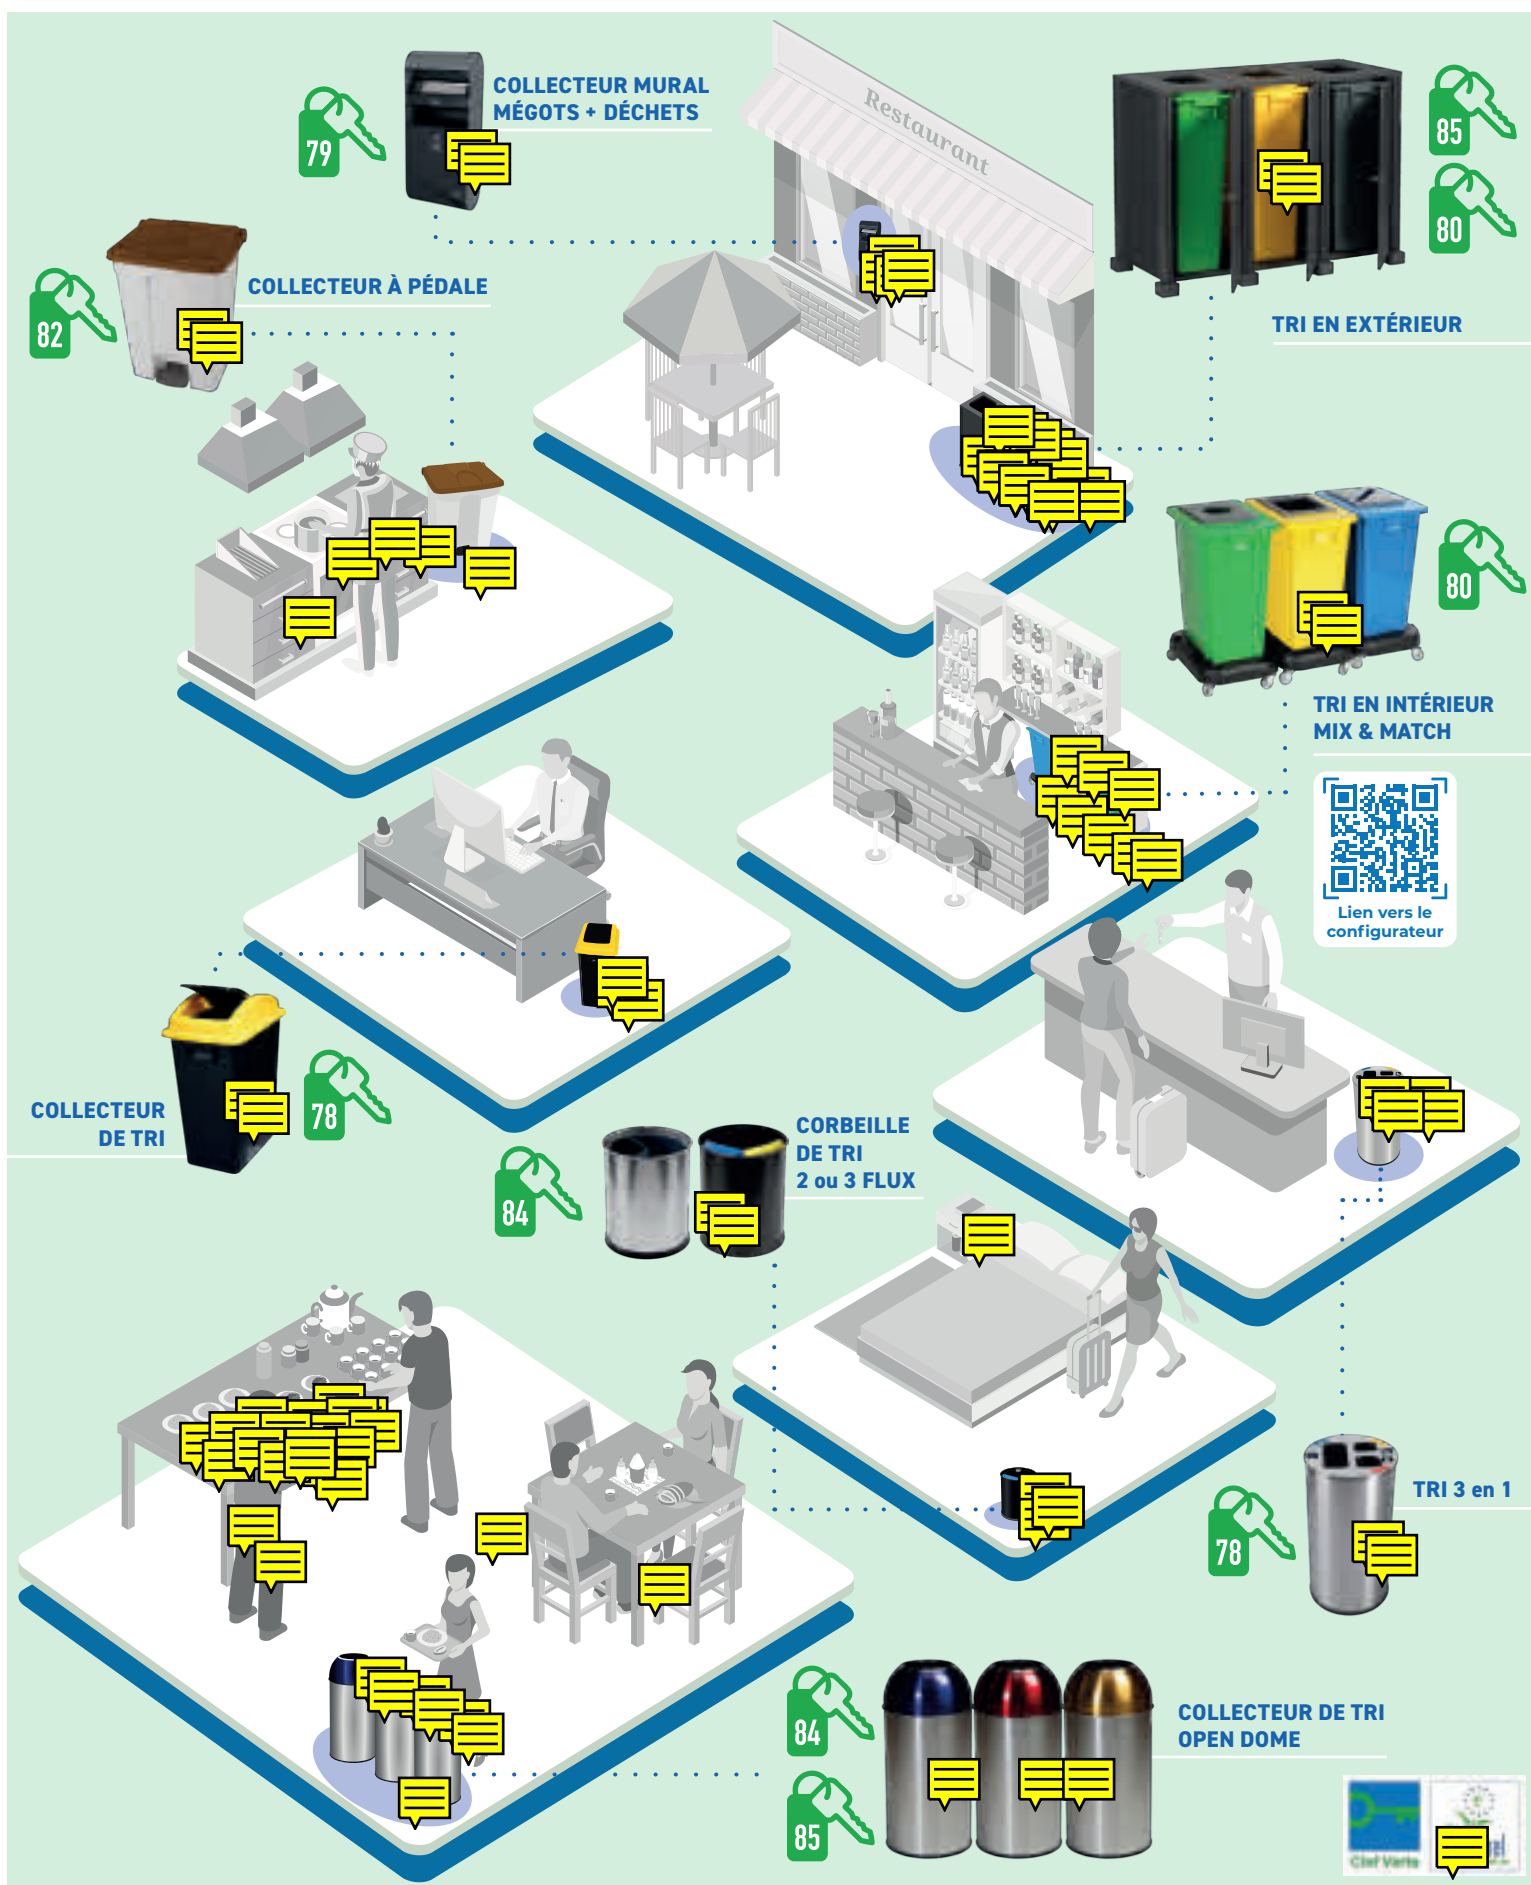 COLLECTEUR MURAL
MÉGOTS + DÉCHETS
79
Restaurant
85
80
TRI EN EXTÉRIEUR
COLLECTEUR À PÉDALE
82
80
TRI EN INTÉRIEUR
MIX & MATCH
Lien vers le
configurateur
COLLECTEUR
DE TRI
78
CORBEILLE
DE TRI
2 ou 3 FLUX
84
TRI 3 en 1
78
84
85
COLLECTEUR DE TRI
OPEN DOME
Clef Verte